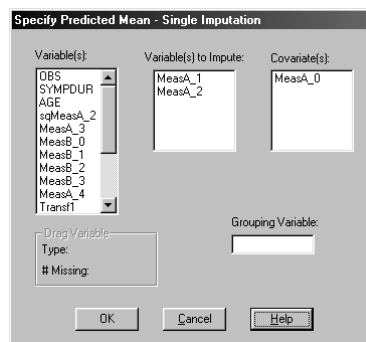 Specify Predicted Mean - Single Imputation
Variable(s):
OBS
SYMPDUR
AGE
sqMeasA_2
MeasA_3
MeasB_0
MeasB_1
MeasB_2
MeasB_3
MeasA_4
Transf1
Variable(s) to Impute:
MeasA_1
MeasA_2
Covariate(s):
MeasA_0
Grouping Variable:
Drag Variable
Type:
# Missing:
OK
Cancel
Help